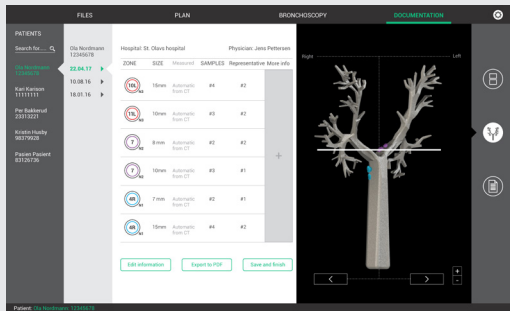 FILES
PLAN
BRONCHOSCOPY
DOCUMENTATION
PATIENTS
Search for...
Ola Nordmann
12345678
Kari Karison
11111111
Per Bakkerud
23313221
Kristin Husby
98379928
Pasien Pasient
83126736
Ola Nordmann
12345678
22.04.17
10.08.16
18.01.16
Hospital: St. Olavs hospital
Physician: Jens Pettersen
ZONE SIZE Measured SAMPLES Representative More info
10L 15mm Automatic from CT #4 #2
11L 10mm Automatic from CT #3 #2
7 8 mm Automatic from CT #2 #2
7 10mm Automatic from CT #3 #1
4R 7 mm Automatic from CT #2 #1
4R 15mm Automatic from CT #4 #2
+
Edit information
Export to PDF
Save and finish
Right
Left
+
-
Patient: Ola Nordmann 12345678